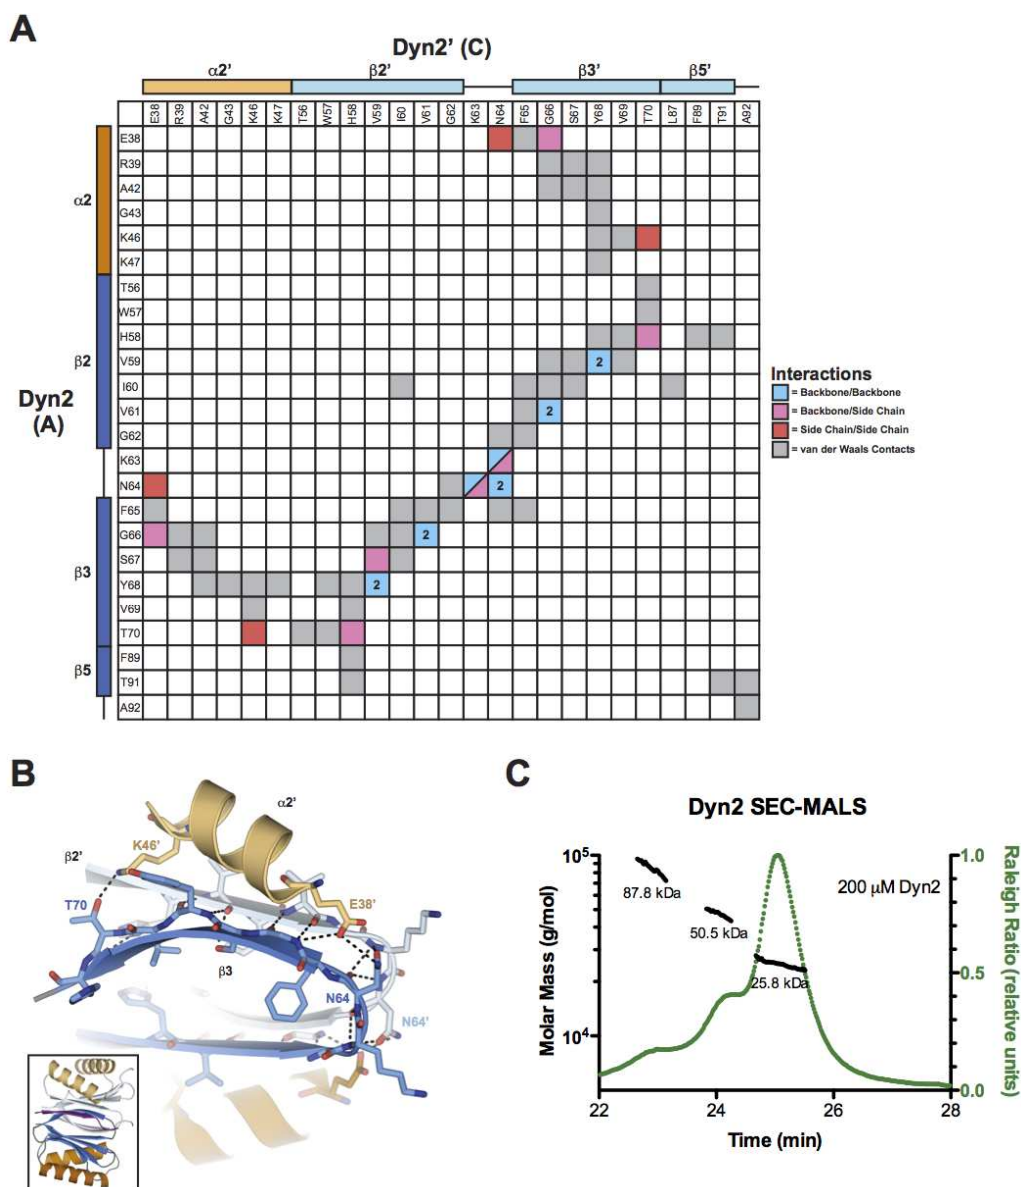 A
Dyn2' (C)
α2' β2' β3' β5'
E38 R39 A42 G43 K46 K47 T56 W57 H58 V59 I60 V61 G62 K63 N64 F65 G66 S67 Y68 V69 T70 L87 F89 T91 A92
E38
R39
A42
α2
G43
K46
K47
T56
W57
H58
β2
V59 2
I60
Dyn2
(A)
V61 2
G62
K63
N64 2
F65
G66 2
S67
β3
Y68 2
V69
T70
F89
β5
T91
A92
Interactions
= Backbone/Backbone
= Backbone/Side Chain
= Side Chain/Side Chain
= van der Waals Contacts
B
α2'
K46'
β2'
T70
E38'
β3
N64
N64'
C
Dyn2 SEC-MALS
200 µM Dyn2
87.8 kDa
50.5 kDa
25.8 kDa
Molar Mass (g/mol)
10⁵
10⁴
Raleigh Ratio (relative units)
1.0
0.5
0.0
22 24 26 28
Time (min)